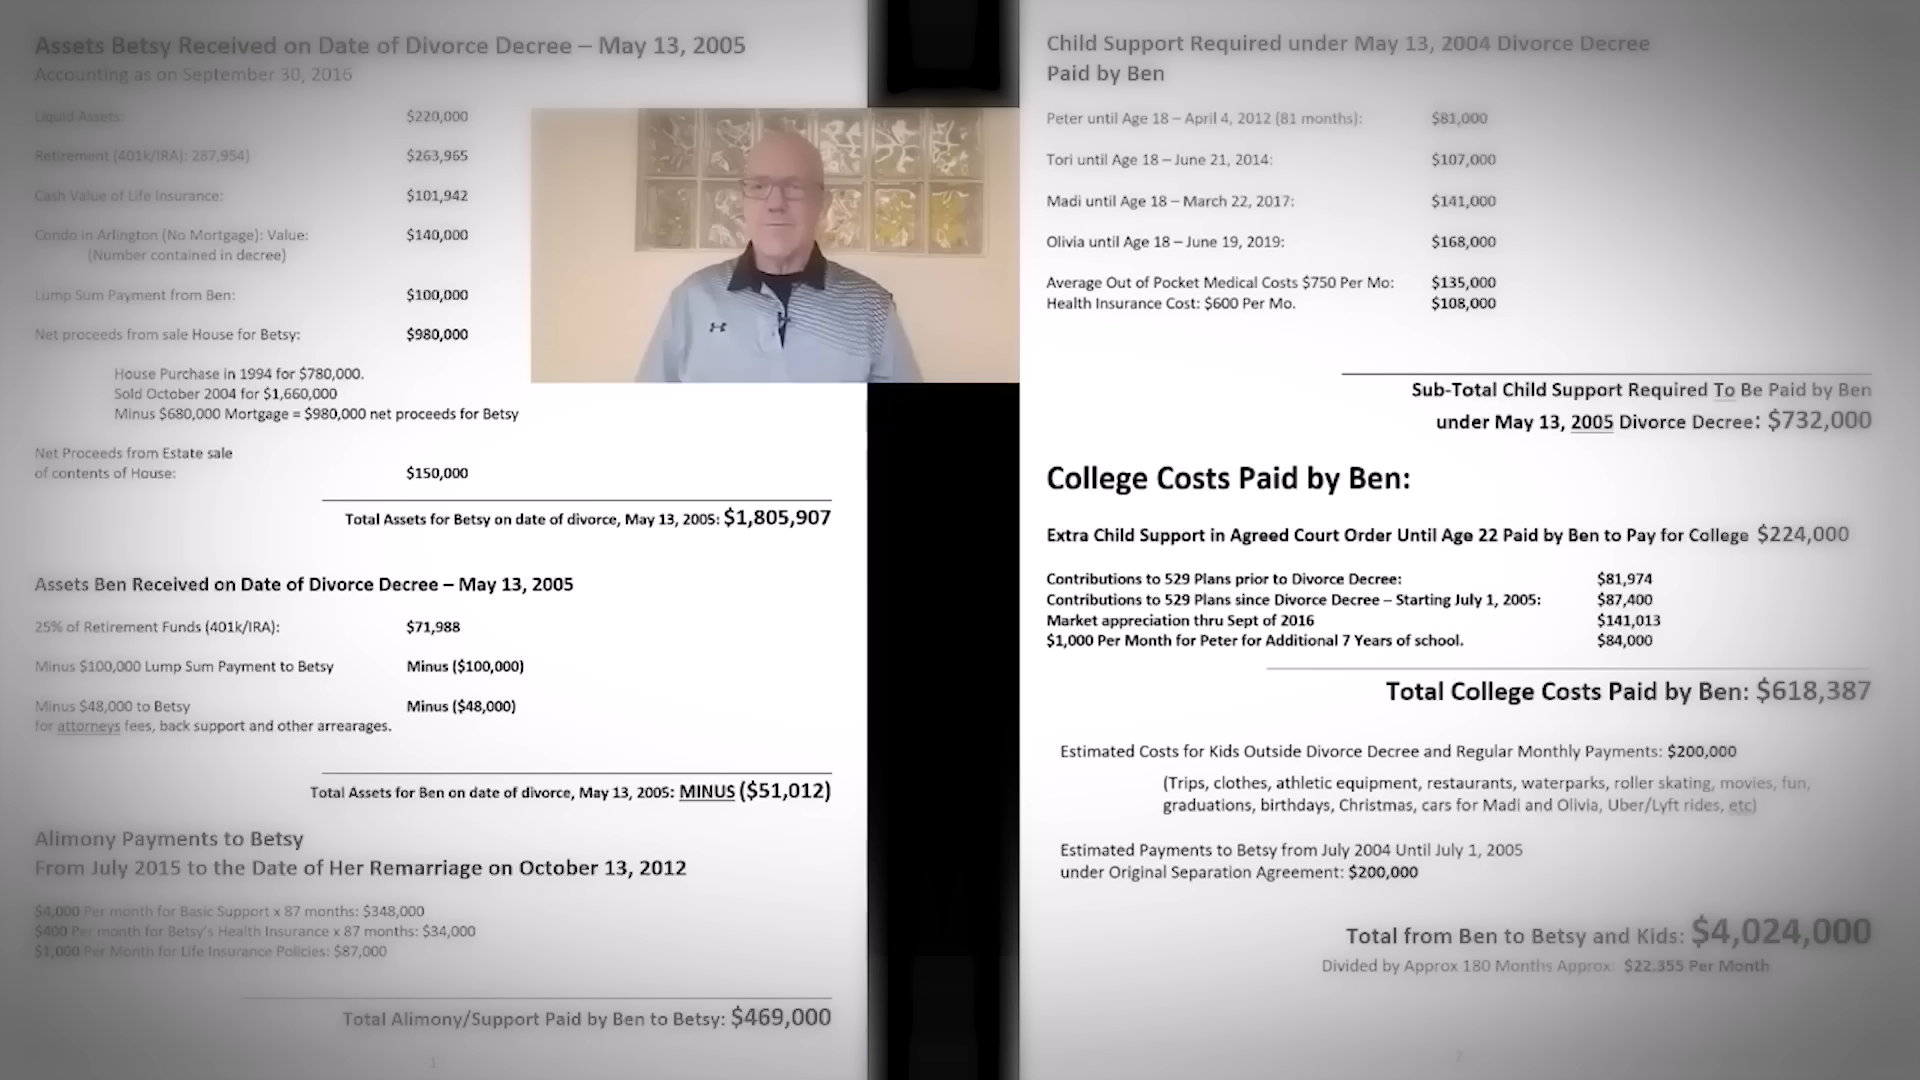 Assets Betsy Received on Date of Divorce Decree – May 13, 2005
Accounting as on September 30, 2016
Liquid Assets: $220,000
Retirement (401k/IRA): 287,954) $263,965
Cash Value of Life Insurance: $101,942
Condo in Arlington (No Mortgage): Value: $140,000
(Number contained in decree)
Lump Sum Payment from Ben: $100,000
Net proceeds from sale House for Betsy: $980,000
House Purchase in 1994 for $780,000.
Sold October 2004 for $1,660,000
Minus $680,000 Mortgage = $980,000 net proceeds for Betsy
Net Proceeds from Estate sale
of contents of House: $150,000
Total Assets for Betsy on date of divorce, May 13, 2005: $1,805,907
Assets Ben Received on Date of Divorce Decree – May 13, 2005
25% of Retirement Funds (401k/IRA): $71,988
Minus $100,000 Lump Sum Payment to Betsy Minus ($100,000)
Minus $48,000 to Betsy Minus ($48,000)
for attorneys fees, back support and other arrearages.
Total Assets for Ben on date of divorce, May 13, 2005: MINUS ($51,012)
Alimony Payments to Betsy
From July 2015 to the Date of Her Remarriage on October 13, 2012
$4,000 Per month for Basic Support x 87 months: $348,000
$400 Per month for Betsy's Health Insurance x 87 months: $34,000
$1,000 Per Month for Life Insurance Policies: $87,000
Total Alimony/Support Paid by Ben to Betsy: $469,000
1
Child Support Required under May 13, 2004 Divorce Decree
Paid by Ben
Peter until Age 18 – April 4, 2012 (81 months): $81,000
Tori until Age 18 – June 21, 2014: $107,000
Madi until Age 18 – March 22, 2017: $141,000
Olivia until Age 18 – June 19, 2019: $168,000
Average Out of Pocket Medical Costs $750 Per Mo: $135,000
Health Insurance Cost: $600 Per Mo. $108,000
Sub-Total Child Support Required To Be Paid by Ben
under May 13, 2005 Divorce Decree: $732,000
College Costs Paid by Ben:
Extra Child Support in Agreed Court Order Until Age 22 Paid by Ben to Pay for College $224,000
Contributions to 529 Plans prior to Divorce Decree: $81,974
Contributions to 529 Plans since Divorce Decree – Starting July 1, 2005: $87,400
Market appreciation thru Sept of 2016 $141,013
$1,000 Per Month for Peter for Additional 7 Years of school. $84,000
Total College Costs Paid by Ben: $618,387
Estimated Costs for Kids Outside Divorce Decree and Regular Monthly Payments: $200,000
(Trips, clothes, athletic equipment, restaurants, waterparks, roller skating, movies, fun,
graduations, birthdays, Christmas, cars for Madi and Olivia, Uber/Lyft rides, etc)
Estimated Payments to Betsy from July 2004 Until July 1, 2005
under Original Separation Agreement: $200,000
Total from Ben to Betsy and Kids: $4,024,000
Divided by Approx 180 Months Approx: $22,355 Per Month
2